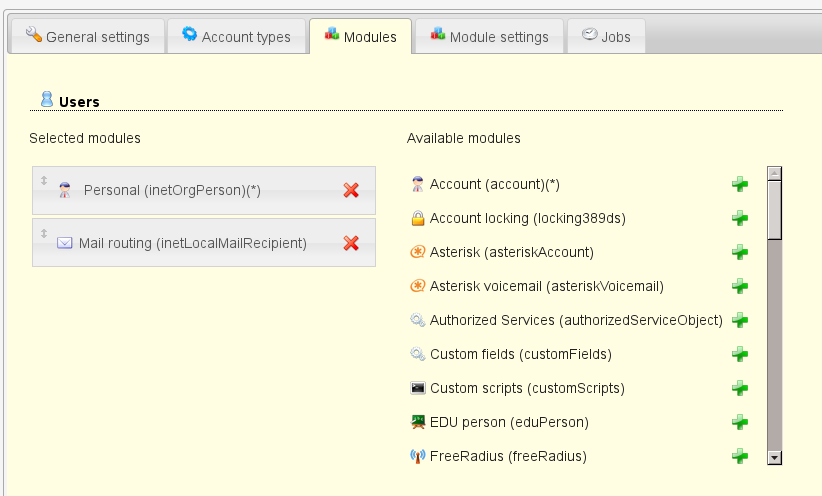 General settings
Account types
Modules
Module settings
Jobs
Users
Selected modules
Available modules
Personal (inetOrgPerson)(*)
Mail routing (inetLocalMailRecipient)
Account (account)(*)
Account locking (locking389ds)
Asterisk (asteriskAccount)
Asterisk voicemail (asteriskVoicemail)
Authorized Services (authorizedServiceObject)
Custom fields (customFields)
Custom scripts (customScripts)
EDU person (eduPerson)
FreeRadius (freeRadius)